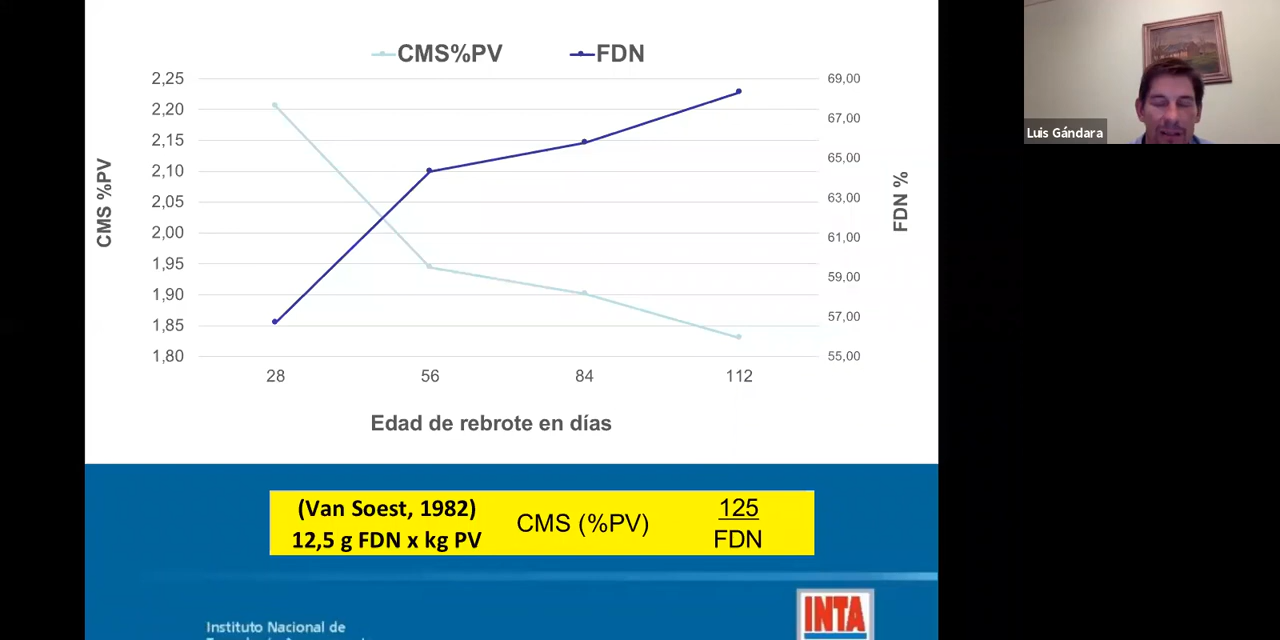 CMS%PV FDN
2,25
2,20
2,15
2,10
2,05
2,00
1,95
1,90
1,85
1,80
CMS %PV
69,00
67,00
65,00
63,00
61,00
59,00
57,00
55,00
FDN %
28 56 84 112
Edad de rebrote en días
(Van Soest, 1982)
12,5 g FDN x kg PV
CMS (%PV)
125
FDN
Instituto Nacional de
INTA
Luis Gándara